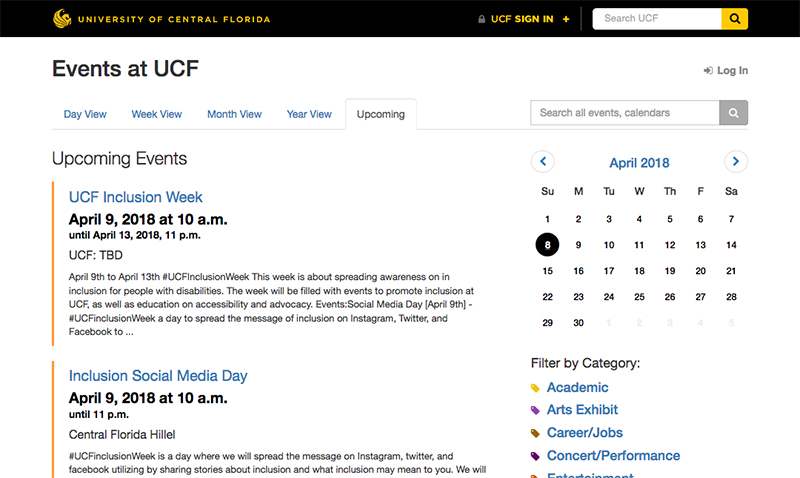 UNIVERSITY OF CENTRAL FLORIDA
UCF SIGN IN +
Search UCF
Events at UCF
Log In
Day View
Week View
Month View
Year View
Upcoming
Search all events, calendars
Upcoming Events
UCF Inclusion Week
April 9, 2018 at 10 a.m.
until April 13, 2018, 11 p.m.
UCF: TBD
April 9th to April 13th #UCFInclusionWeek This week is about spreading awareness on in
inclusion for people with disabilities. The week will be filled with events to promote inclusion at
UCF, as well as education on accessibility and advocacy. Events:Social Media Day [April 9th] -
#UCFInclusionWeek a day to spread the message of inclusion on Instagram, Twitter, and
Facebook to ...
Inclusion Social Media Day
April 9, 2018 at 10 a.m.
until 11 p.m.
Central Florida Hillel
#UCFInclusionWeek is a day where we will spread the message on Instagram, twitter, and
facebook utilizing by sharing stories about inclusion and what inclusion may mean to you. We will
April 2018
Su M Tu W Th F Sa
1 2 3 4 5 6 7
8 9 10 11 12 13 14
15 16 17 18 19 20 21
22 23 24 25 26 27 28
29 30 1 2 3 4 5
Filter by Category:
Academic
Arts Exhibit
Career/Jobs
Concert/Performance
Entertainment